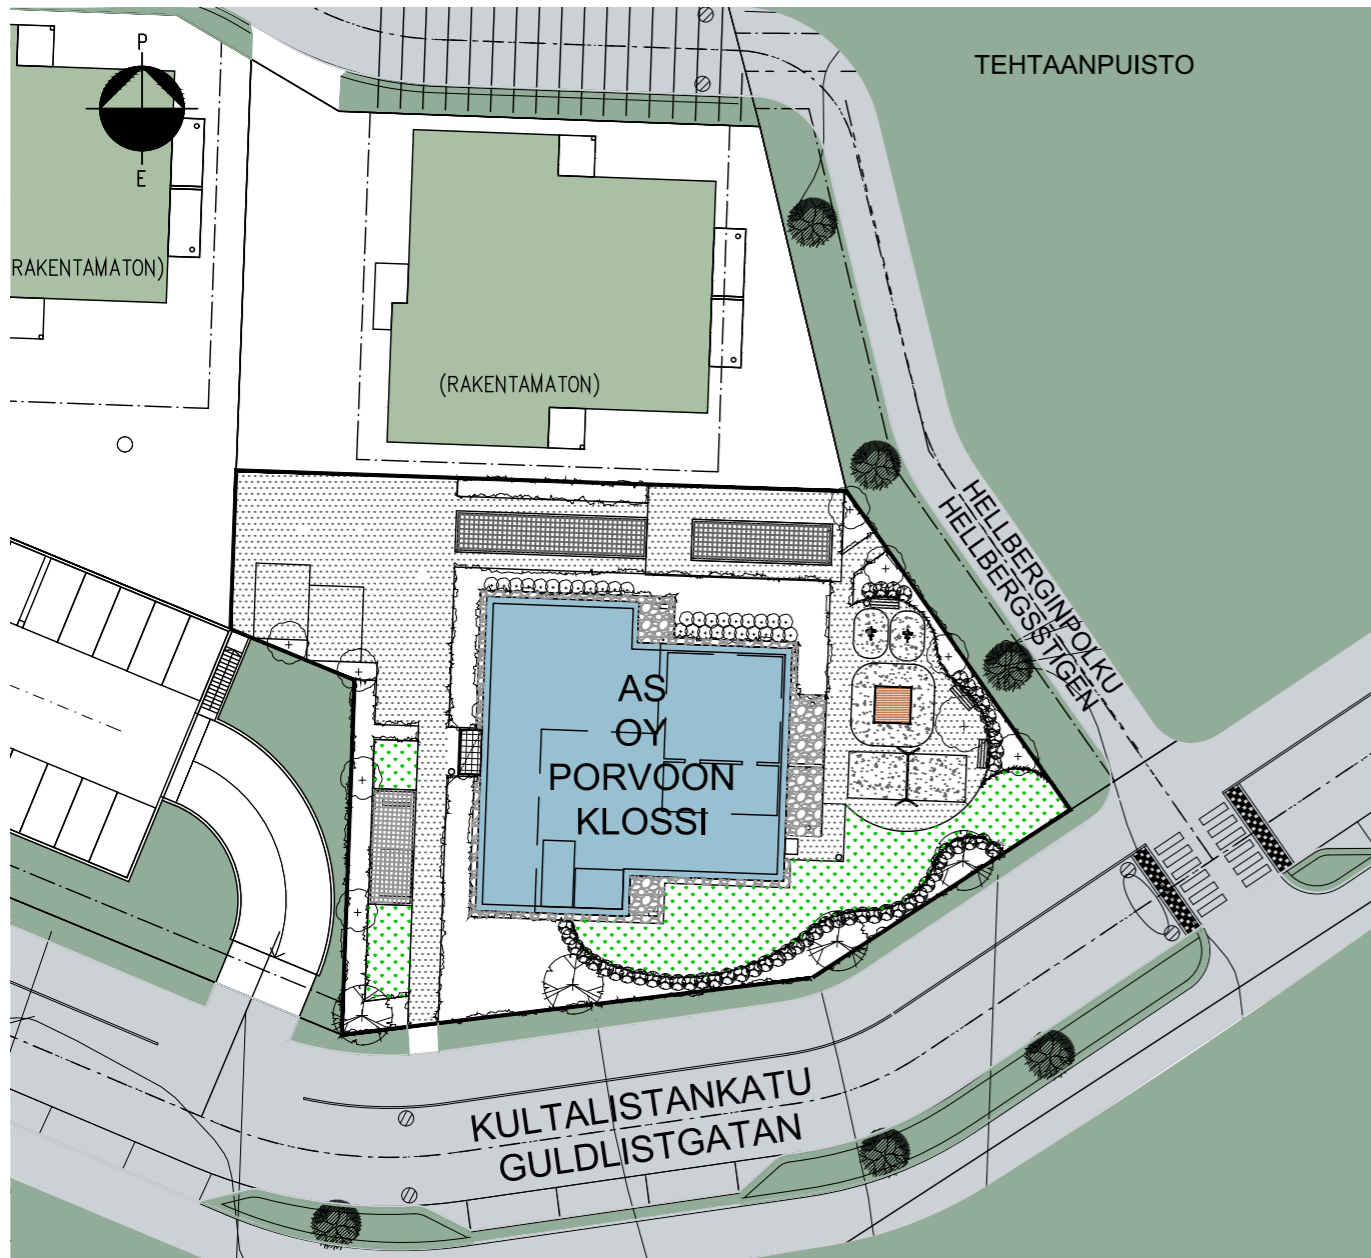 TEHTAANPUISTO
P
E
RAKENTAMATON)
(RAKENTAMATON)
HELLBERGINPOLKU
HELLBERGSSTIGEN
AS
OY
PORVOON
KLOSSI
KULTALISTANKATU
GULDLISTGATAN